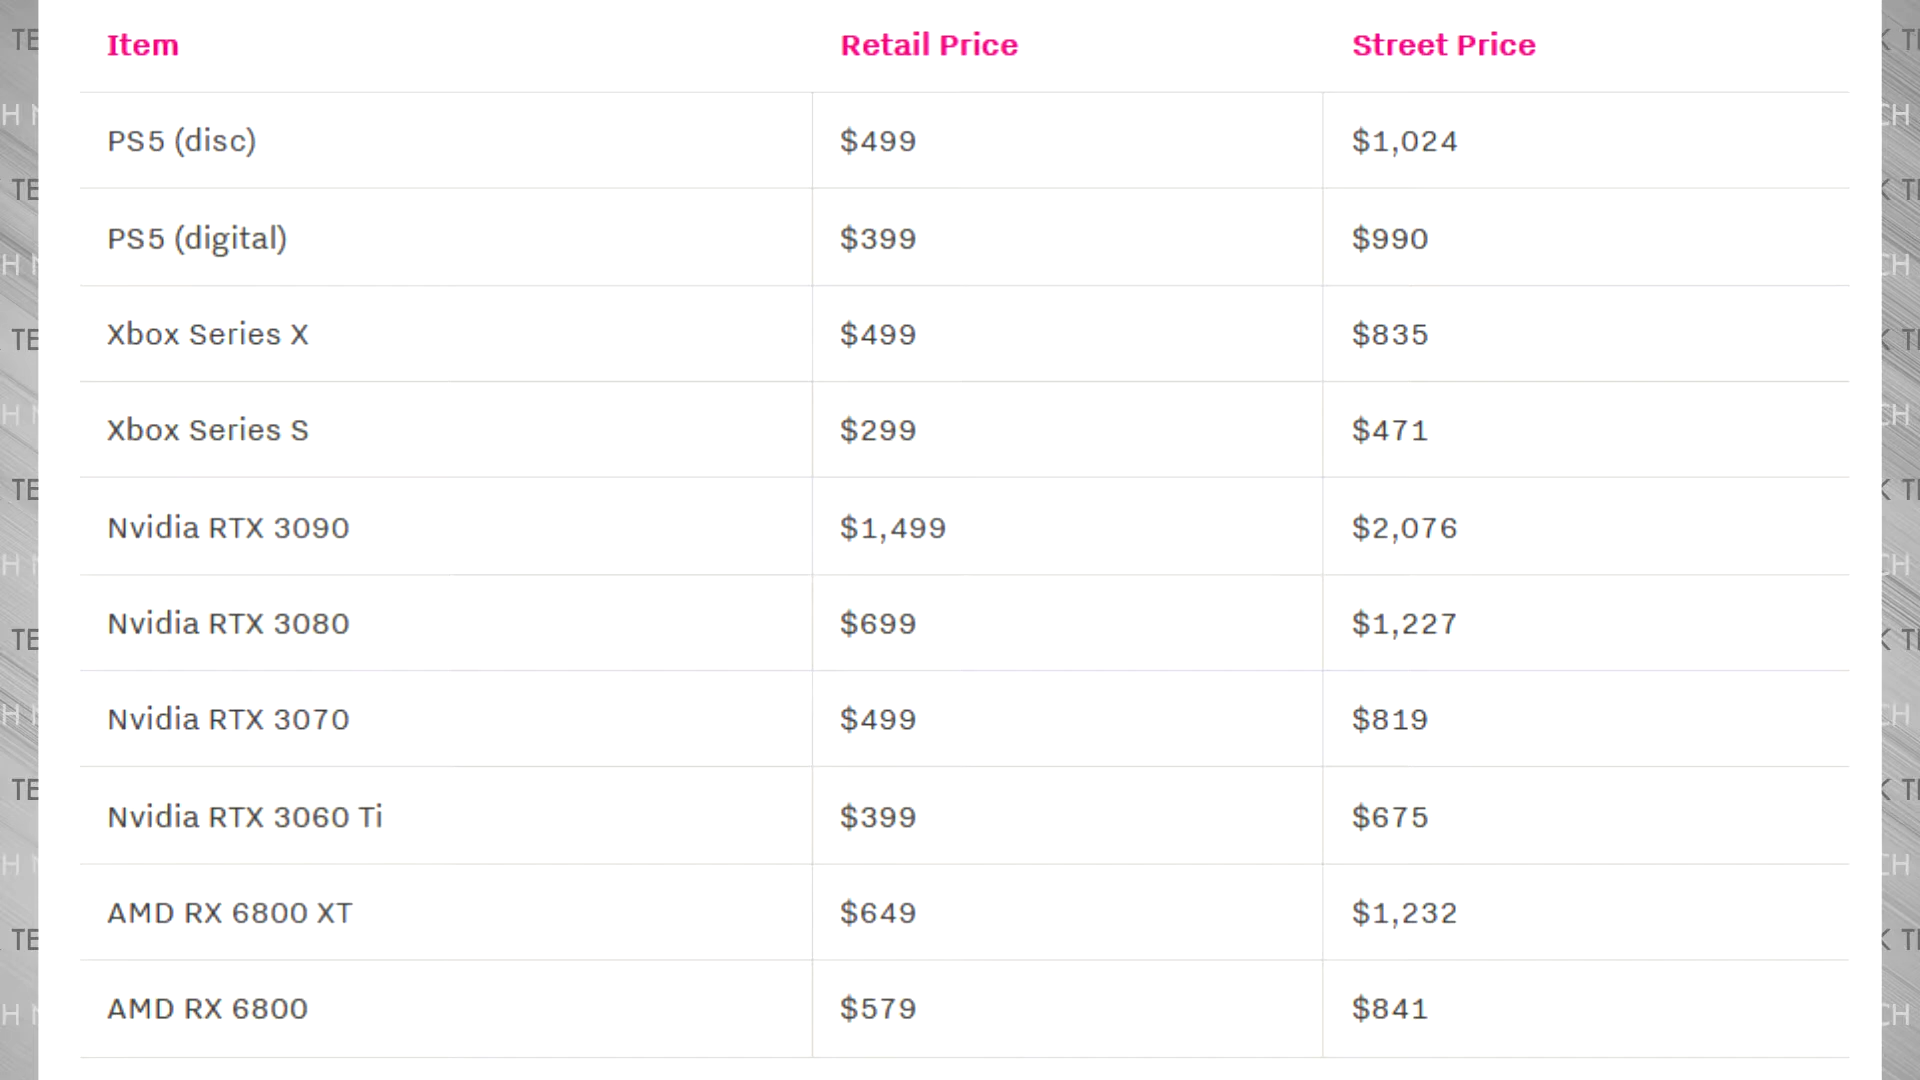 Item Retail Price Street Price
PS5 (disc) $499 $1,024
PS5 (digital) $399 $990
Xbox Series X $499 $835
Xbox Series S $299 $471
Nvidia RTX 3090 $1,499 $2,076
Nvidia RTX 3080 $699 $1,227
Nvidia RTX 3070 $499 $819
Nvidia RTX 3060 Ti $399 $675
AMD RX 6800 XT $649 $1,232
AMD RX 6800 $579 $841